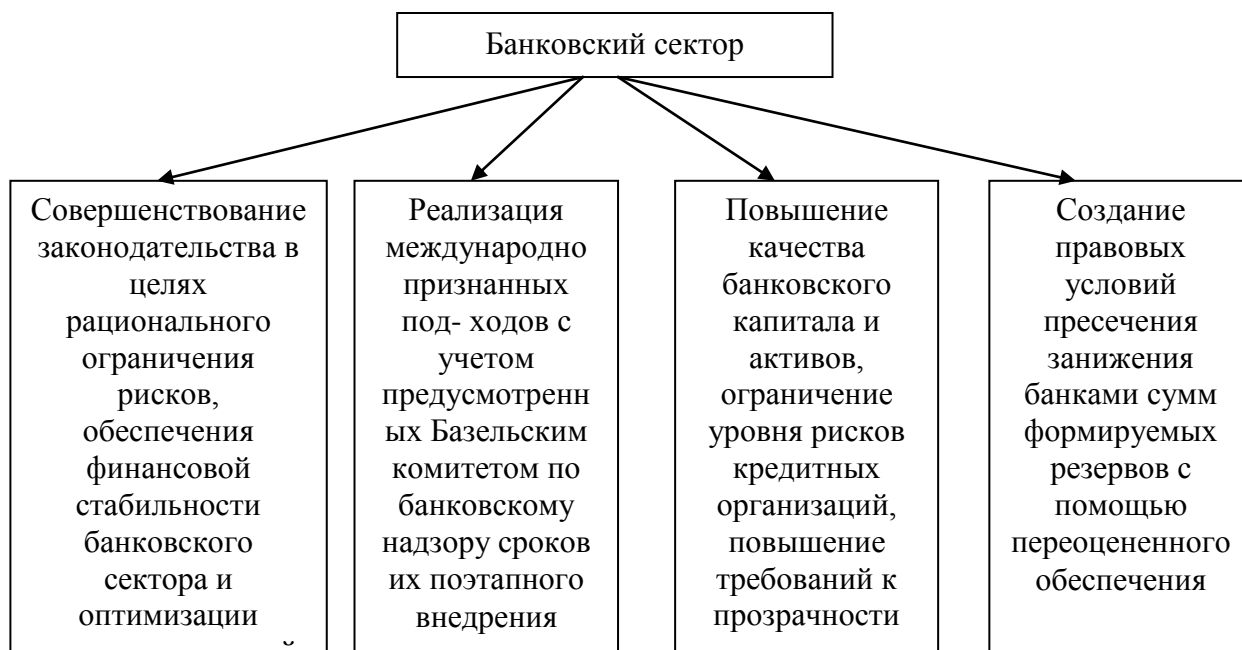 Банковский сектор
Совершенствование
законодательства в
целях
рационального
ограничения
рисков,
обеспечения
финансовой
стабильности
банковского
сектора и
оптимизации
Реализация
международно
признанных
под- ходов с
учетом
предусмотренн
ых Базельским
комитетом по
банковскому
надзору сроков
их поэтапного
внедрения
Повышение
качества
банковского
капитала и
активов,
ограничение
уровня рисков
кредитных
организаций,
повышение
требований к
прозрачности
Создание
правовых
условий
пресечения
занижения
банками сумм
формируемых
резервов с
помощью
переоцененного
обеспечения